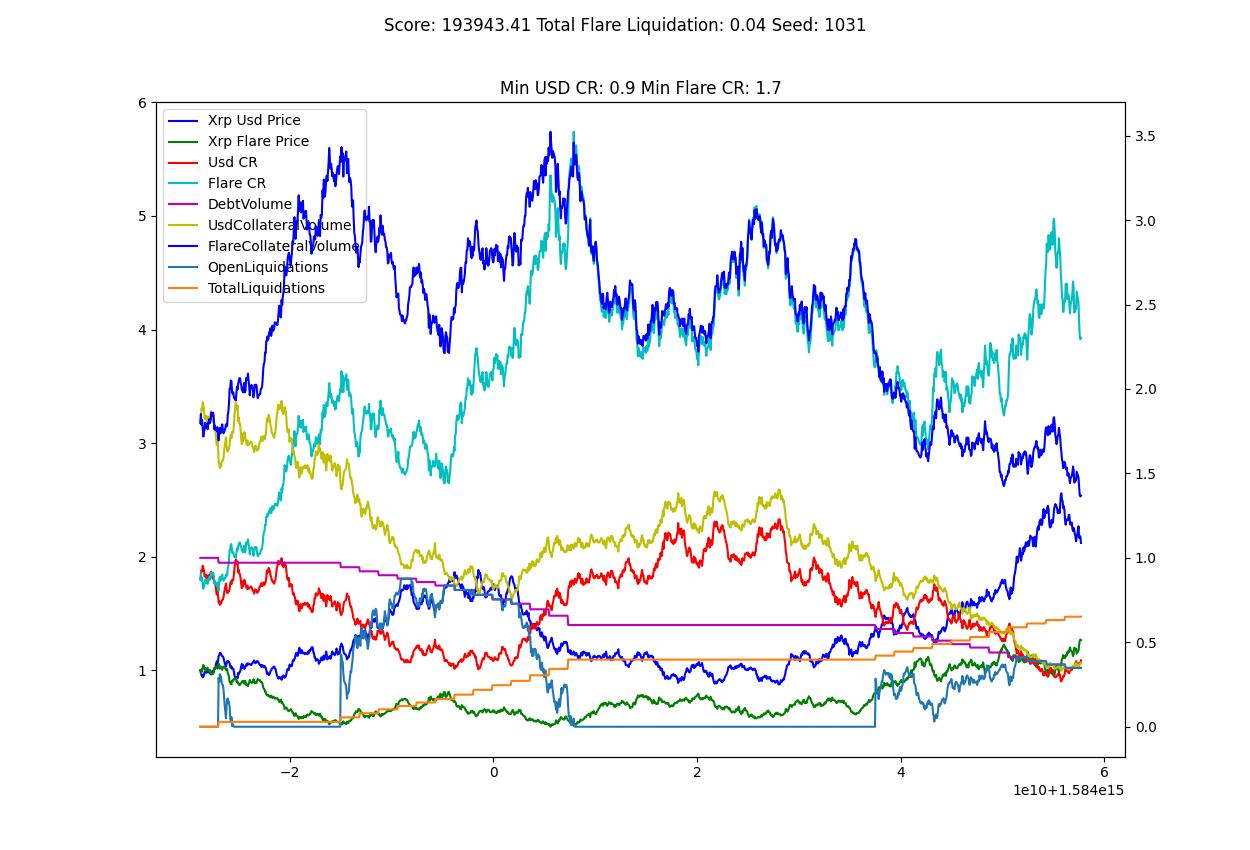 Score: 193943.41 Total Flare Liquidation: 0.04 Seed: 1031
Min USD CR: 0.9 Min Flare CR: 1.7
Xrp Usd Price
Xrp Flare Price
Usd CR
Flare CR
DebtVolume
UsdCollateralVolume
FlareCollateralVolume
OpenLiquidations
TotalLiquidations
6
5
4
3
2
1
3.5
3.0
2.5
2.0
1.5
1.0
0.5
0.0
−2
0
2
4
6
1e10+1.584e15